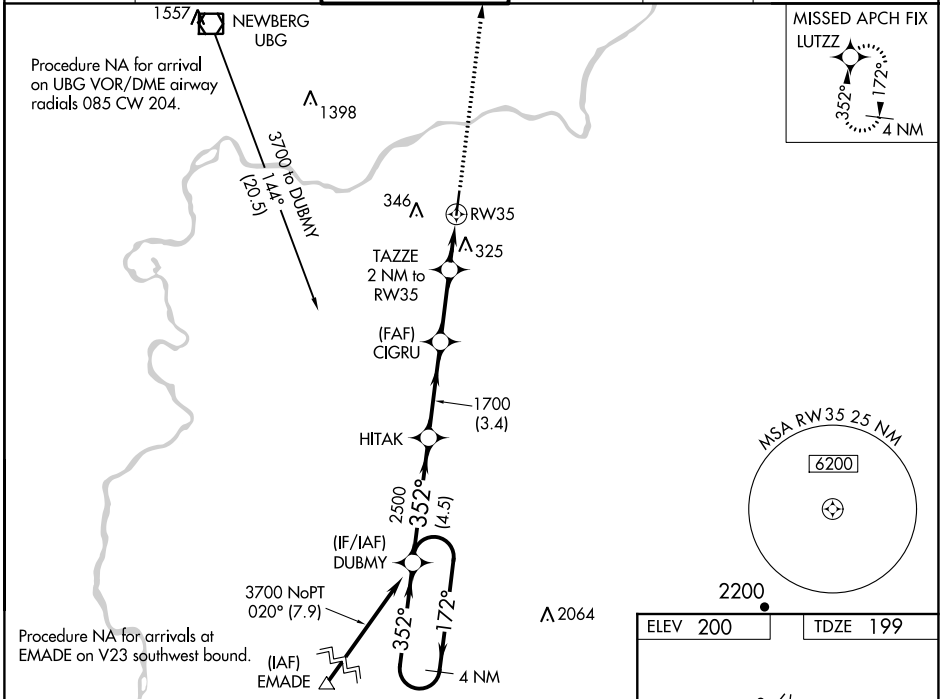 1557
NEWBERG
UBG
MISSED APCH FIX
LUTZZ
352°
172°
4 NM
Procedure NA for arrival
on UBG VOR/DME airway
radials 085 CW 204.
1398
3700 to DUBMY
144°
(20.5)
346
RW35
325
TAZZE
2 NM to
RW35
(FAF)
CIGRU
1700
(3.4)
HITAK
MSA RW35 25 NM
6200
2500
352°
(4.5)
(IF/IAF)
DUBMY
3700 NoPT
020° (7.9)
352°
172°
2064
2200
ELEV 200
TDZE 199
Procedure NA for arrivals at
EMADE on V23 southwest bound.
(IAF)
EMADE
4 NM